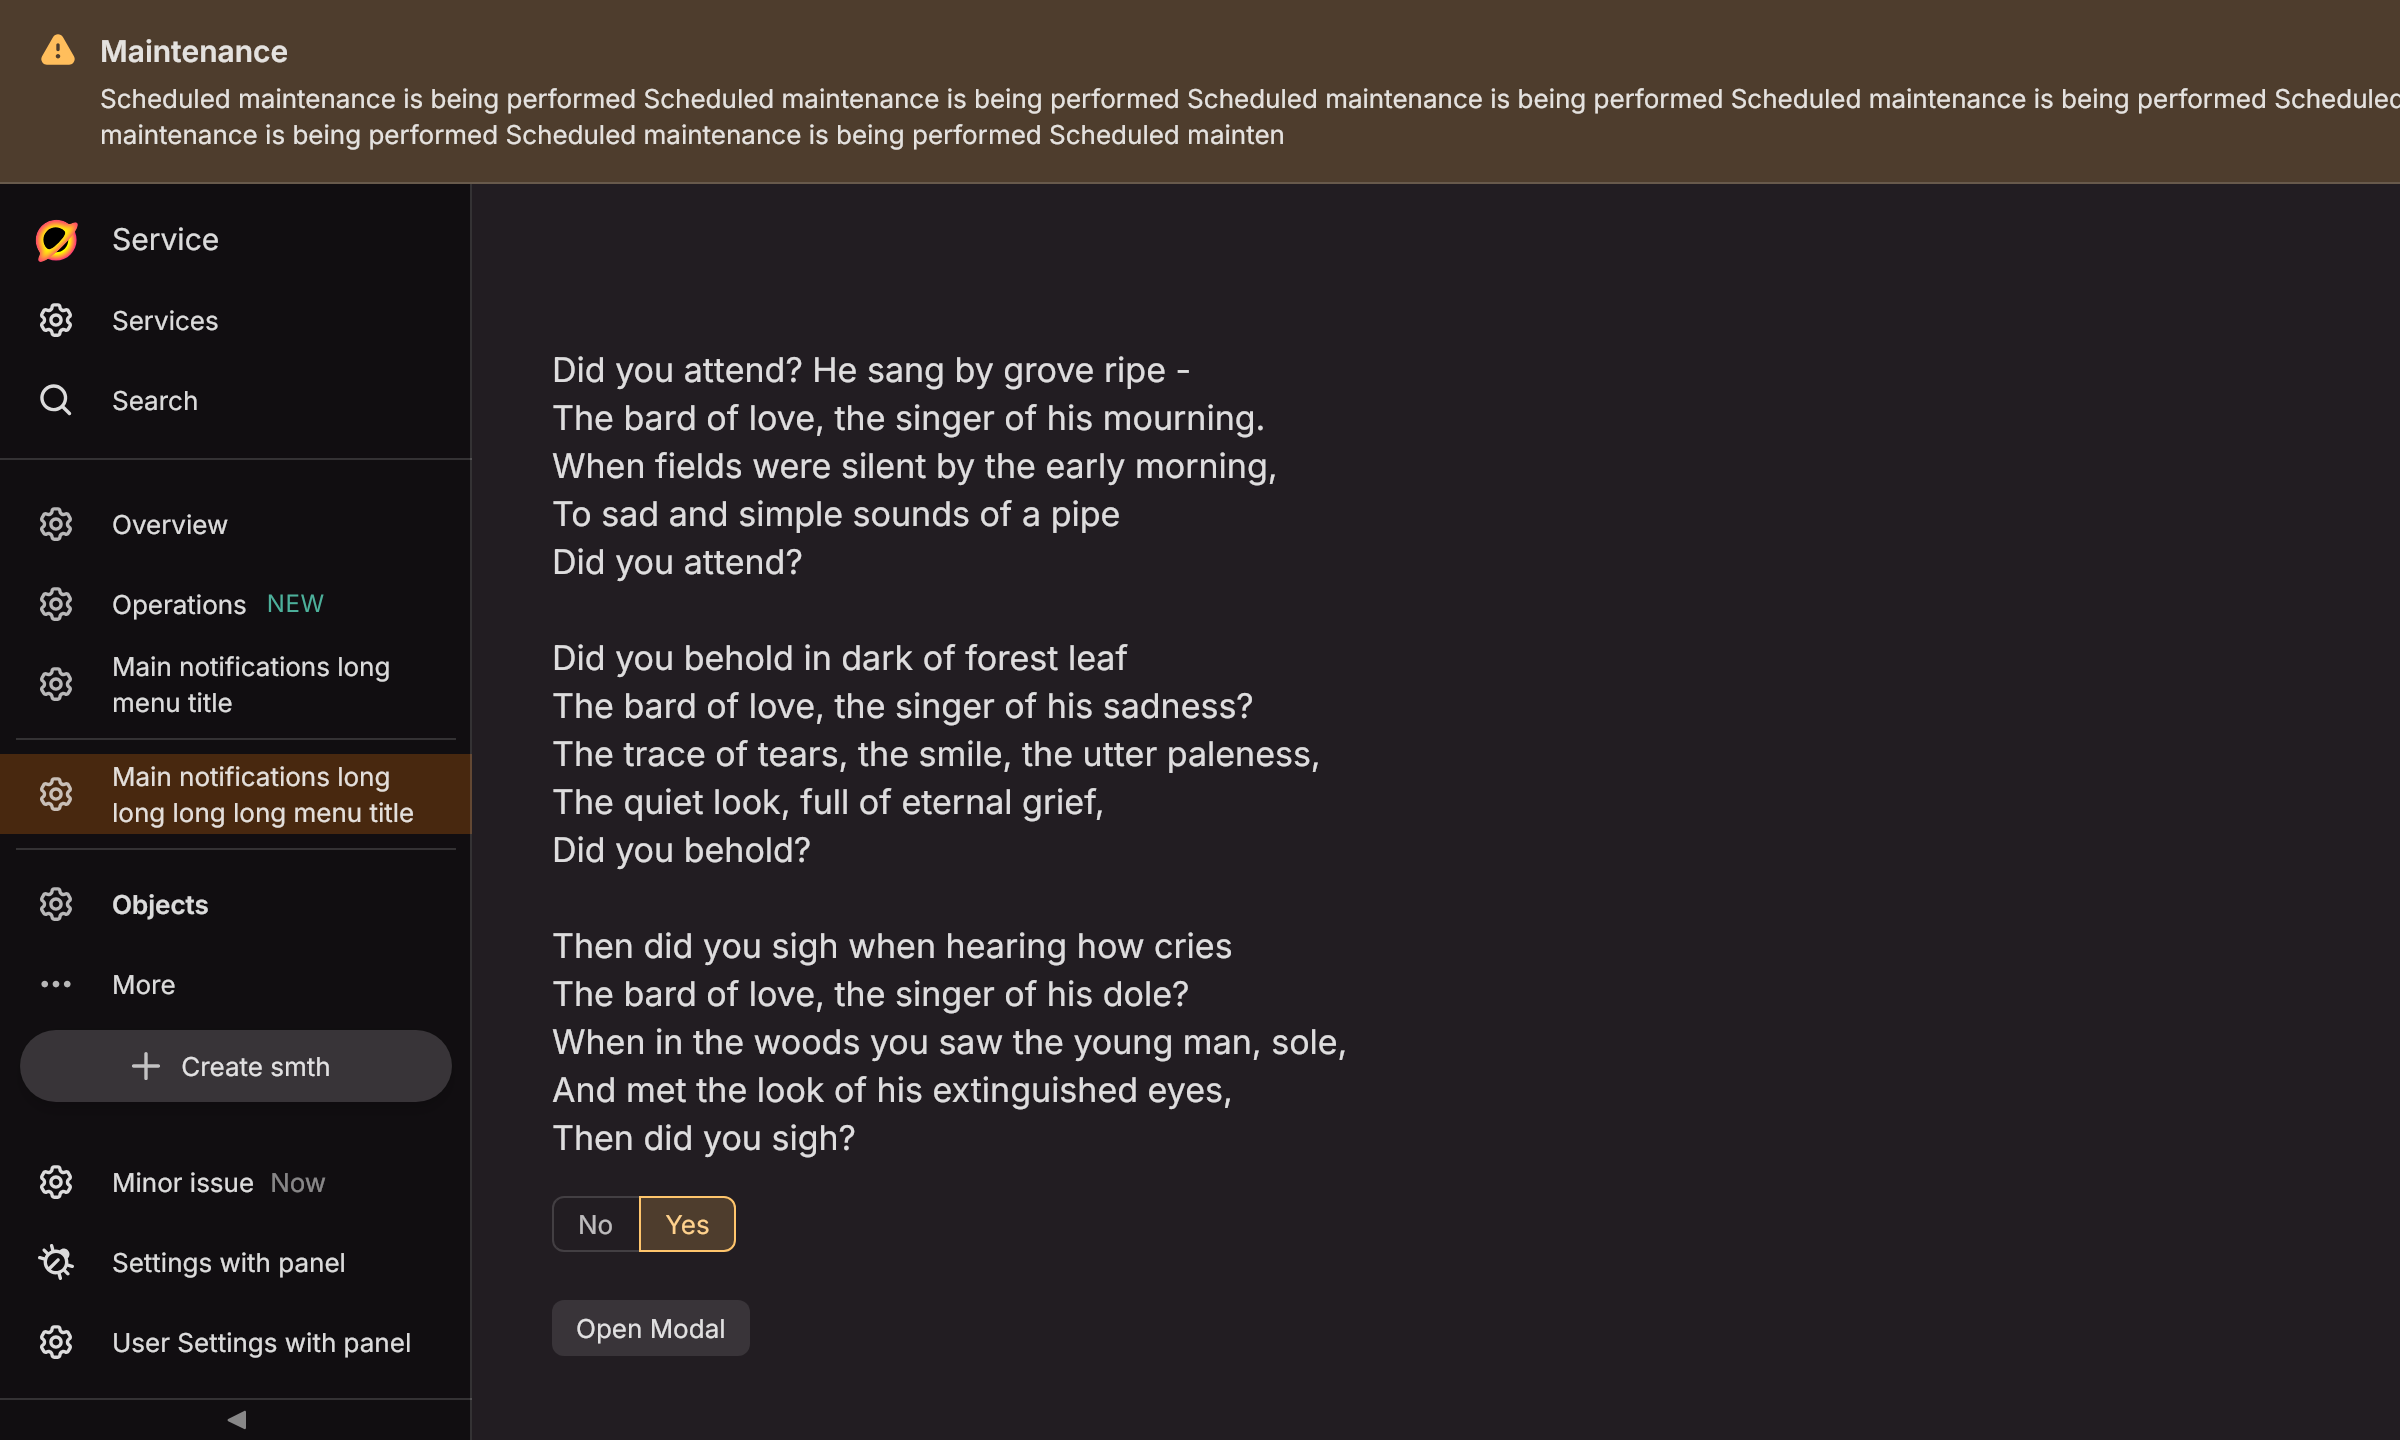 Maintenance
Scheduled maintenance is being performed Scheduled maintenance is being performed Scheduled maintenance is being performed Scheduled maintenance is being performed Scheduled
maintenance is being performed Scheduled maintenance is being performed Scheduled mainten
Service
Services
Search
Overview
Operations NEW
Main notifications long
menu title
Main notifications long
long long long menu title
Objects
More
Create smth
Minor issue Now
Settings with panel
User Settings with panel
Did you attend? He sang by grove ripe -
The bard of love, the singer of his mourning.
When fields were silent by the early morning,
To sad and simple sounds of a pipe
Did you attend?
Did you behold in dark of forest leaf
The bard of love, the singer of his sadness?
The trace of tears, the smile, the utter paleness,
The quiet look, full of eternal grief,
Did you behold?
Then did you sigh when hearing how cries
The bard of love, the singer of his dole?
When in the woods you saw the young man, sole,
And met the look of his extinguished eyes,
Then did you sigh?
No Yes
Open Modal